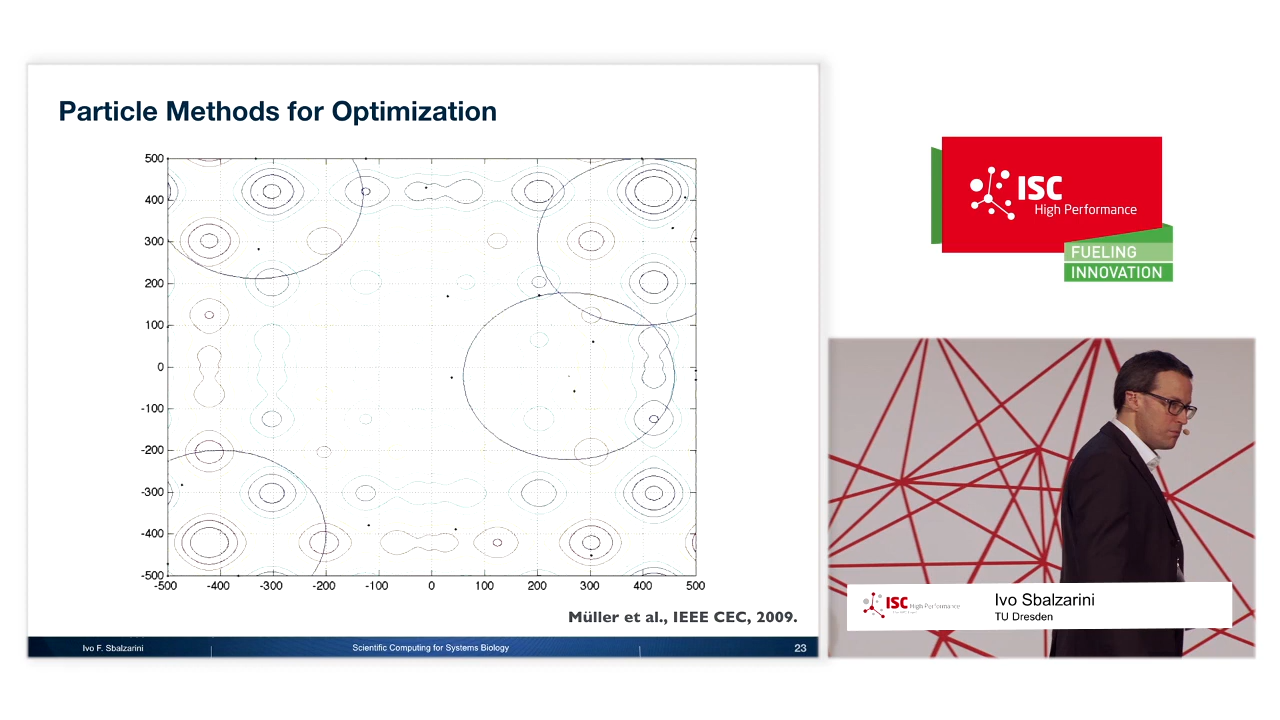 Particle Methods for Optimization
500
400
300
200
100
0
-100
-200
-300
-400
-500
-500 -400 -300 -200 -100 0 100 200 300 400 500
Müller et al., IEEE CEC, 2009.
Ivo F. Sbalzarini Scientific Computing for Systems Biology 23
ISC
High Performance
FUELING
INNOVATION
ISC High Performance
Ivo Sbalzarini
TU Dresden